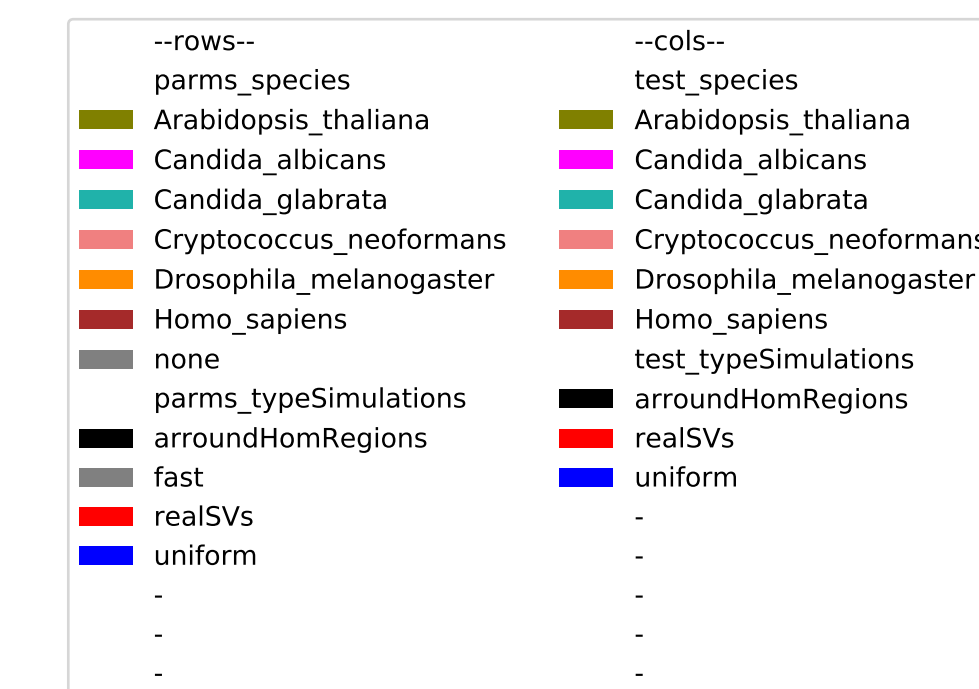 --rows-- --cols--
parms_species test_species
Arabidopsis_thaliana Arabidopsis_thaliana
Candida_albicans Candida_albicans
Candida_glabrata Candida_glabrata
Cryptococcus_neoformans Cryptococcus_neoformans
Drosophila_melanogaster Drosophila_melanogaster
Homo_sapiens Homo_sapiens
none test_typeSimulations
parms_typeSimulations arroundHomRegions
arroundHomRegions realSVs
fast uniform
realSVs -
uniform -
- -
- -
- -